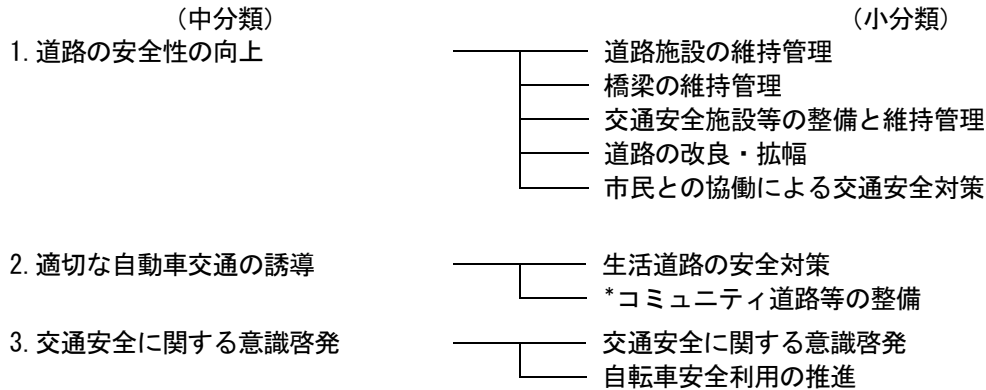 （中分類） （小分類）
1. 道路の安全性の向上 道路施設の維持管理
橋梁の維持管理
交通安全施設等の整備と維持管理
道路の改良・拡幅
市民との協働による交通安全対策
2. 適切な自動車交通の誘導 生活道路の安全対策
*コミュニティ道路等の整備
3. 交通安全に関する意識啓発 交通安全に関する意識啓発
自転車安全利用の推進